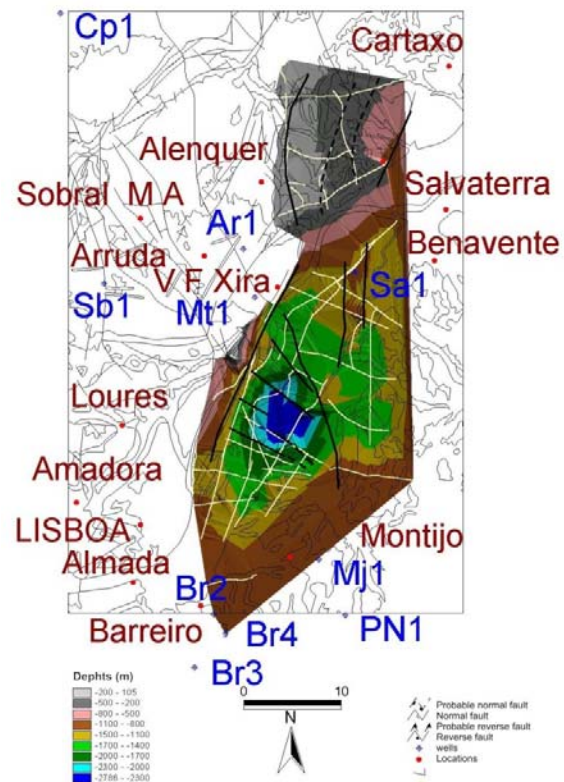 Cp1
Cartaxo
Alenquer
Sobral M A
Salvaterra
Ar1
Arruda
Benavente
V F Xira
Sa1
Sb1
Mt1
Loures
Amadora
LISBOA
Montijo
Almada
Br2
Mj1
Barreiro
Br4
PN1
Br3
Dephts (m)
-200 - 105
-500 - -200
-800 - -500
-1100 - -800
-1500 - -1100
-1700 - -1400
-2000 - -1700
-2300 - -2000
-2786 - -2300
10 0 10
N
Probable normal fault
Normal fault
Probable reverse fault
Reverse fault
wells
Locations